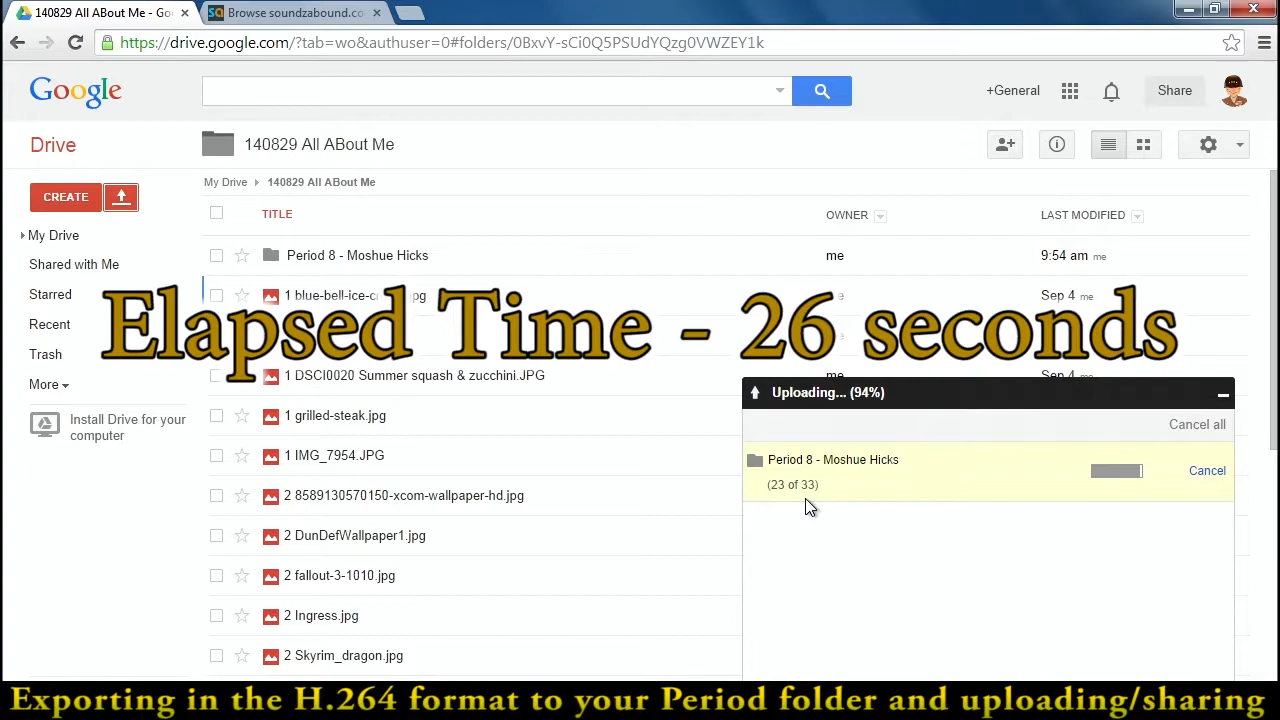 140829 All ABout Me - Go
Browse soundzabound.co
https://drive.google.com/?tab=wo&authuser=0#folders/0BxvY-rCi0Q5PSUdYQzg0VWZEY1k
Google
+General
Share
Drive
140829 All ABout Me
My Drive
140829 All ABout Me
CREATE
TITLE
OWNER
LAST MODIFIED
My Drive
Shared with Me
Starred
Recent
Trash
More
Install Drive for your
computer
Period 8 - Moshue Hicks
me
9:54 am me
1 blue-bell-ice-c
.jpg
Sep 4 me
Elapsed Time - 26 seconds
1 DSCI0020 Summer squash & zucchini.JPG
me
Sep 4 me
1 grilled-steak.jpg
1 IMG_7954.JPG
2 8589130570150-xcom-wallpaper-hd.jpg
2 DunDefWallpaper1.jpg
2 fallout-3-1010.jpg
2 Ingress.jpg
2 Skyrim_dragon.jpg
Uploading... (94%)
Cancel all
Period 8 - Moshue Hicks
Cancel
(23 of 33)
Exporting in the H.264 format to your Period folder and uploading/sharing